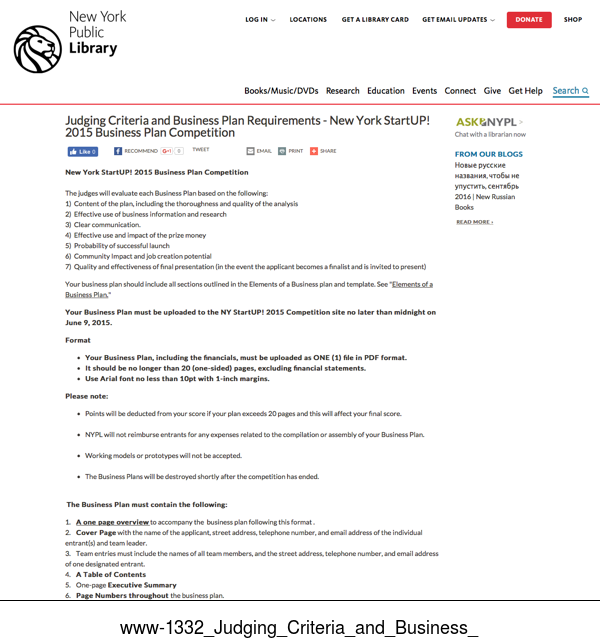 New York
Public
Library
LOG IN
LOCATIONS
GET A LIBRARY CARD
GET EMAIL UPDATES
DONATE
SHOP
Books/Music/DVDs Research Education Events Connect Give Get Help Search
Judging Criteria and Business Plan Requirements - New York StartUP!
2015 Business Plan Competition
Like 0
RECOMMEND
G+1 0
TWEET
EMAIL
PRINT
SHARE
New York StartUP! 2015 Business Plan Competition
The judges will evaluate each Business Plan based on the following:
1) Content of the plan, including the thoroughness and quality of the analysis
2) Effective use of business information and research
3) Clear communication.
4) Effective use and impact of the prize money
5) Probability of successful launch
6) Community Impact and job creation potential
7) Quality and effectiveness of final presentation (in the event the applicant becomes a finalist and is invited to present)
Your business plan should include all sections outlined in the Elements of a Business plan and template. See "Elements of a
Business Plan."
Your Business Plan must be uploaded to the NY StartUP! 2015 Competition site no later than midnight on
June 9, 2015.
Format
• Your Business Plan, including the financials, must be uploaded as ONE (1) file in PDF format.
• It should be no longer than 20 (one-sided) pages, excluding financial statements.
• Use Arial font no less than 10pt with 1-inch margins.
Please note:
• Points will be deducted from your score if your plan exceeds 20 pages and this will affect your final score.
• NYPL will not reimburse entrants for any expenses related to the compilation or assembly of your Business Plan.
• Working models or prototypes will not be accepted.
• The Business Plans will be destroyed shortly after the competition has ended.
The Business Plan must contain the following:
1. A one page overview to accompany the business plan following this format .
2. Cover Page with the name of the applicant, street address, telephone number, and email address of the individual
entrant(s) and team leader.
3. Team entries must include the names of all team members, and the street address, telephone number, and email address
of one designated entrant.
4. A Table of Contents
5. One-page Executive Summary
6. Page Numbers throughout the business plan.
ASK NYPL >
Chat with a librarian now
FROM OUR BLOGS
Новые русские
названия, чтобы не
упустить, сентябрь
2016 | New Russian
Books
READ MORE ›
www-1332_Judging_Criteria_and_Business_